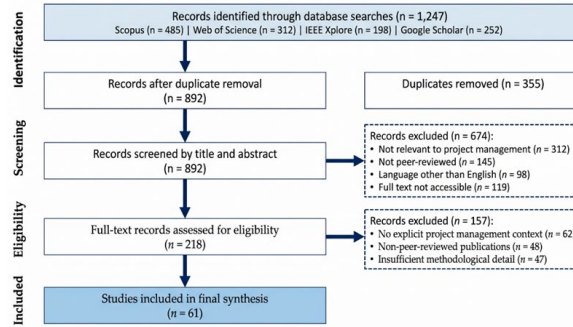 Identification
Records identified through database searches (n = 1,247)
Scopus (n = 485) | Web of Science (n = 312) | IEEE Xplore (n = 198) | Google Scholar (n = 252)
Records after duplicate removal
(n = 892)
Duplicates removed (n = 355)
Screening
Records screened by title and abstract
(n = 892)
Records excluded (n = 674):
• Not relevant to project management (n = 312)
• Not peer-reviewed (n = 145)
• Language other than English (n = 98)
• Full text not accessible (n = 119)
Eligibility
Full-text records assessed for eligibility
(n = 218)
Records excluded (n = 157):
• No explicit project management context (n = 62
• Non-peer-reviewed publications (n = 48)
• Insufficient methodological detail (n = 47)
Included
Studies included in final synthesis
(n = 61)